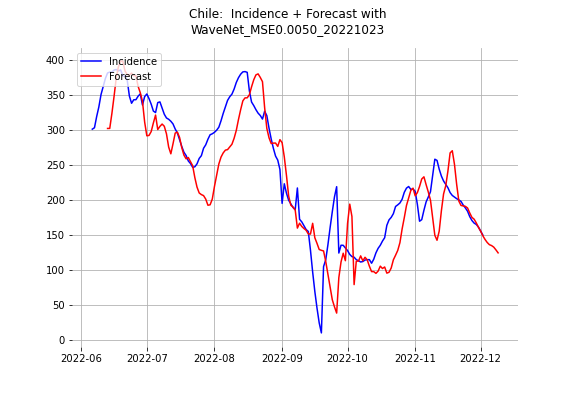 Chile:  Incidence + Forecast with
WaveNet_MSE0.0050_20221023
Incidence
Forecast
400
350
300
250
200
150
100
50
0
2022-06 2022-07 2022-08 2022-09 2022-10 2022-11 2022-12